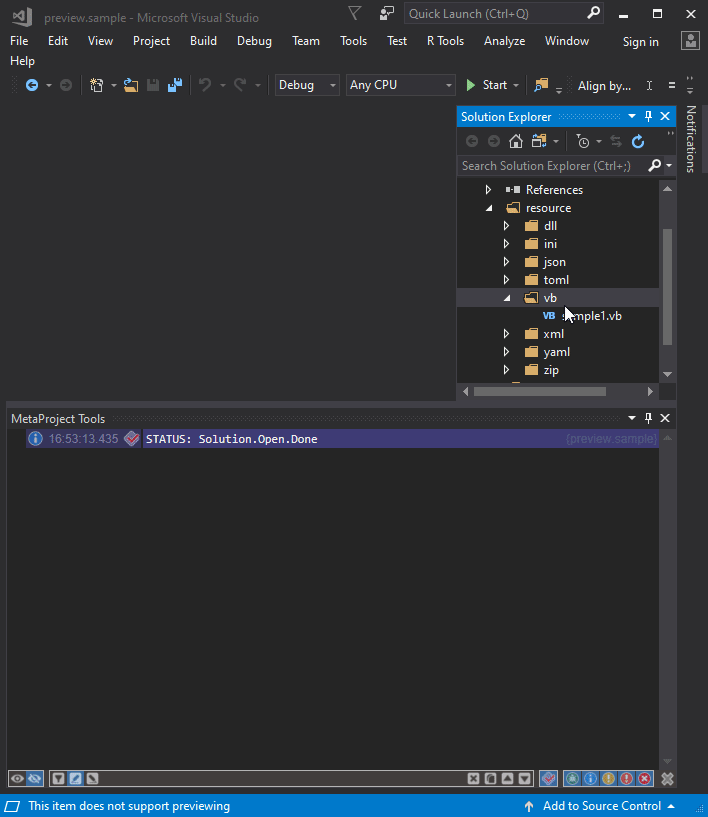 preview.sample - Microsoft Visual Studio
Quick Launch (Ctrl+Q)
File Edit View Project Build Debug Team Tools Test R Tools Analyze Window Sign in
Help
Debug Any CPU Start Align by...
Solution Explorer
Notifications
Search Solution Explorer (Ctrl+;)
References
resource
dll
ini
json
toml
vb
VB
xml
yaml
zip
MetaProject Tools
16:53:13.435 STATUS: Solution.Open.Done {preview.sample}
This item does not support previewing Add to Source Control